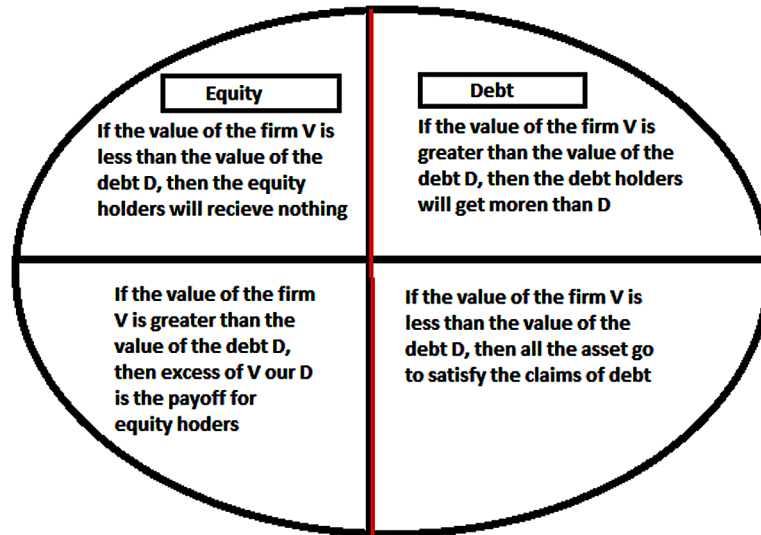 Equity
If the value of the firm V is
less than the value of the
debt D, then the equity
holders will recieve nothing
Debt
If the value of the firm V is
greater than the value of the
debt D, then the debt holders
will get moren than D
If the value of the firm
V is greater than the
value of the debt D,
then excess of V our D
is the payoff for
equity hoders
If the value of the firm V is
less than the value of the
debt D, then all the asset go
to satisfy the claims of debt